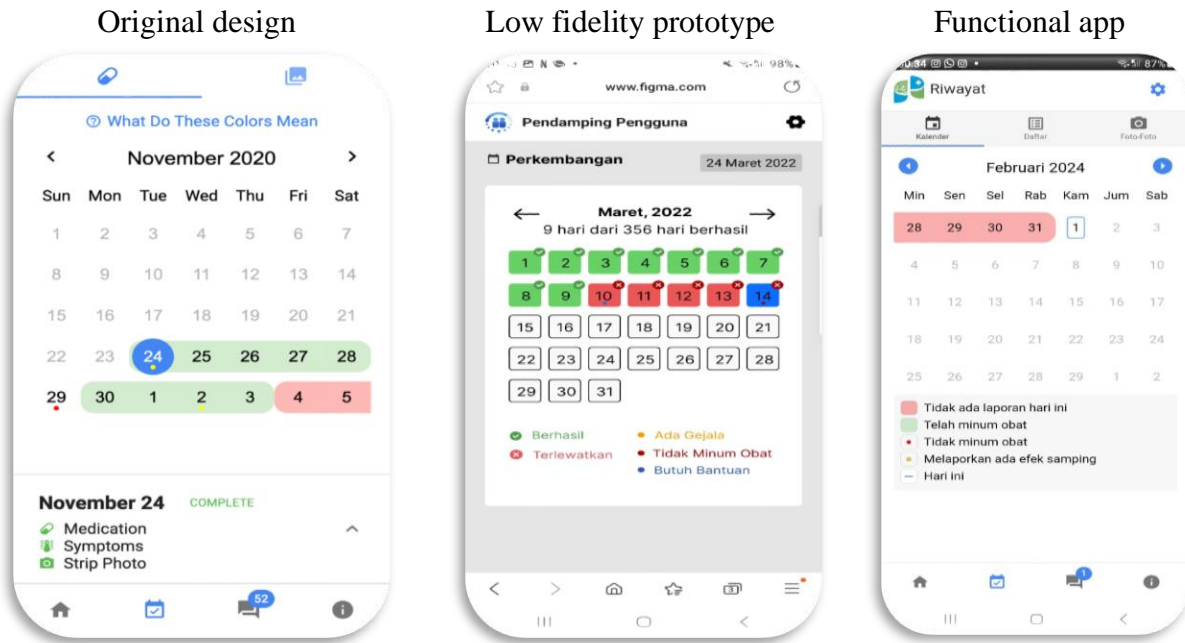 Original design
What Do These Colors Mean
November 2020
Sun Mon Tue Wed Thu Fri Sat
1 2 3 4 5 6 7
8 9 10 11 12 13 14
15 16 17 18 19 20 21
22 23 24 25 26 27 28
29 30 1 2 3 4 5
November 24 COMPLETE
Medication
Symptoms
Strip Photo
52
Low fidelity prototype
98%
www.figma.com
Pendamping Pengguna
Perkembangan 24 Maret 2022
Maret, 2022
9 hari dari 356 hari berhasil
1 2 3 4 5 6 7
8 9 10 11 12 13 14
15 16 17 18 19 20 21
22 23 24 25 26 27 28
29 30 31
Berhasil Ada Gejala
Terlewatkan Tidak Minum Obat
Butuh Bantuan
Functional app
87%
Riwayat
Kalender Daftar Foto-Foto
Februari 2024
Min Sen Sel Rab Kam Jum Sab
28 29 30 31 1 2 3
4 5 6 7 8 9 10
11 12 13 14 15 16 17
18 19 20 21 22 23 24
25 26 27 28 29 1 2
Tidak ada laporan hari ini
Telah minum obat
Tidak minum obat
Melaporkan ada efek samping
Hari ini
1